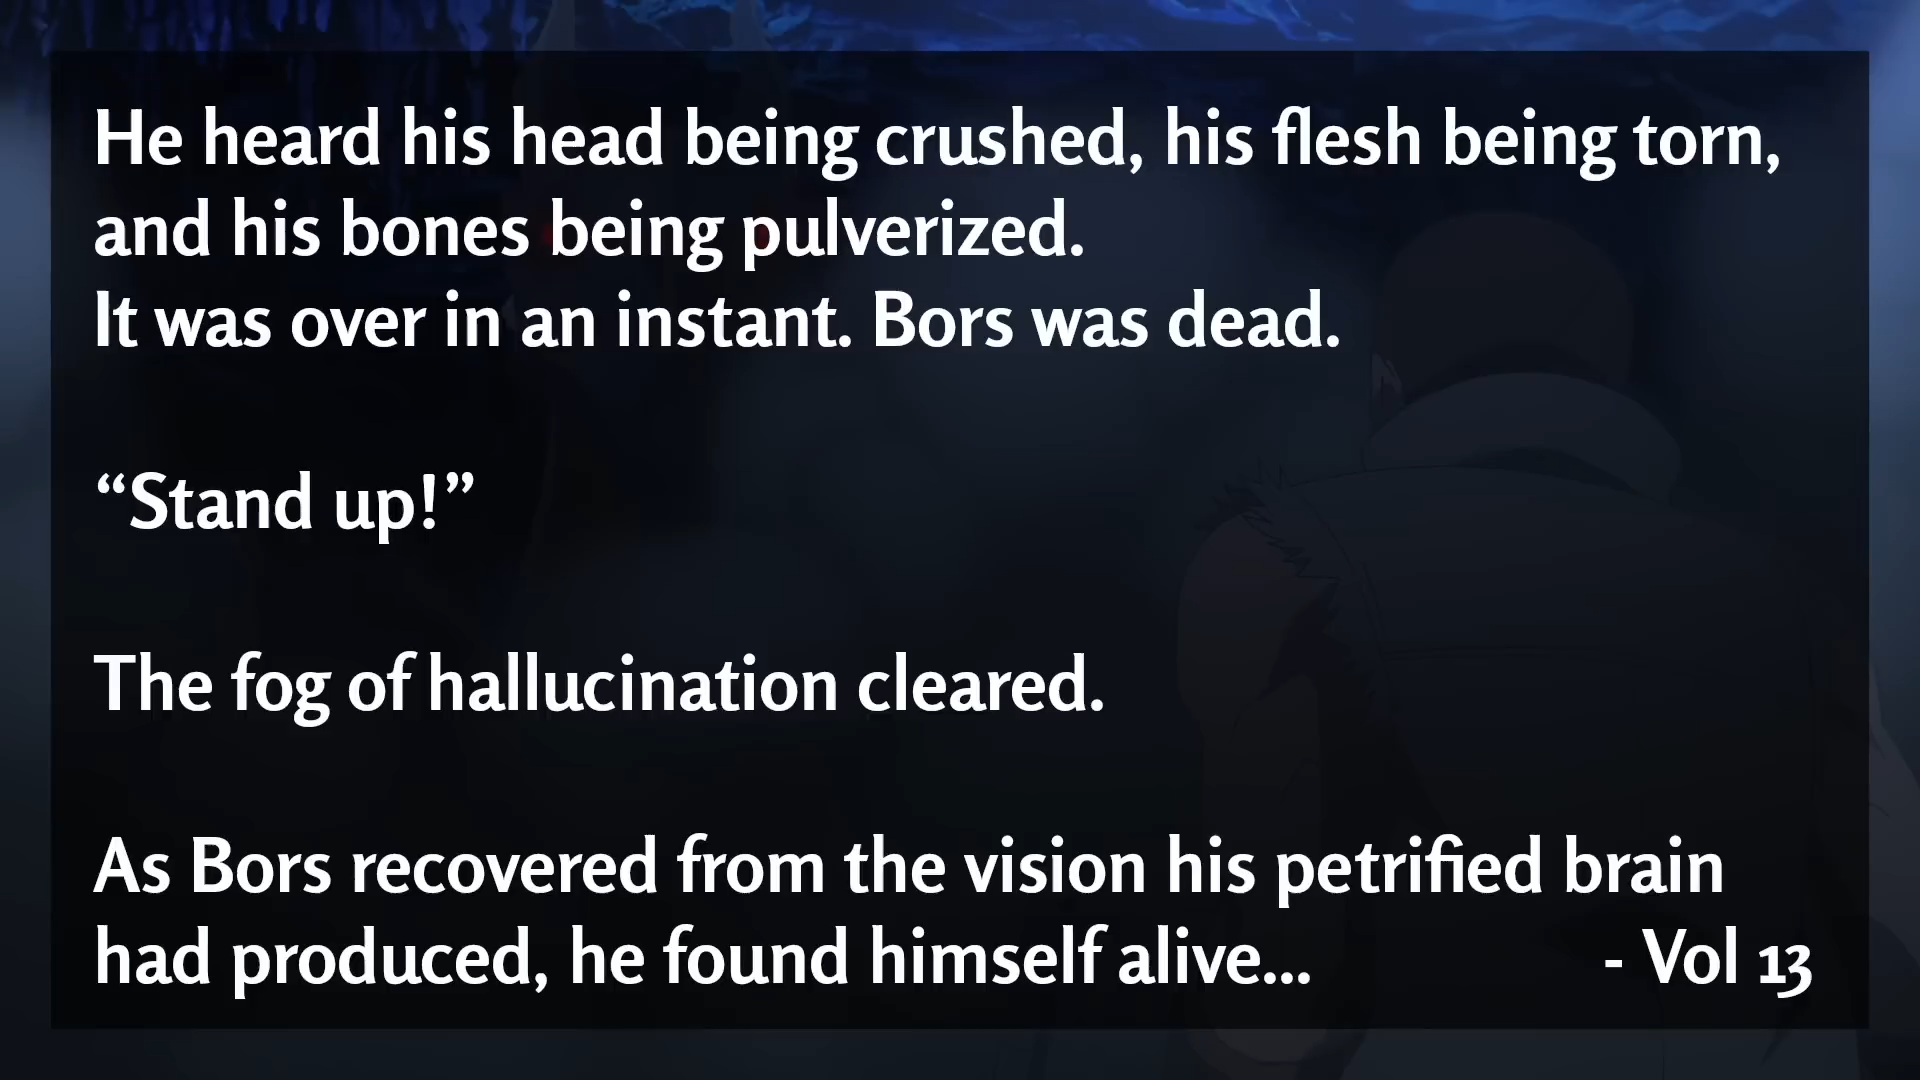 He heard his head being crushed, his flesh being torn,
and his bones being pulverized.
It was over in an instant. Bors was dead.
“Stand up!”
The fog of hallucination cleared.
As Bors recovered from the vision his petrified brain
had produced, he found himself alive...
- Vol 13